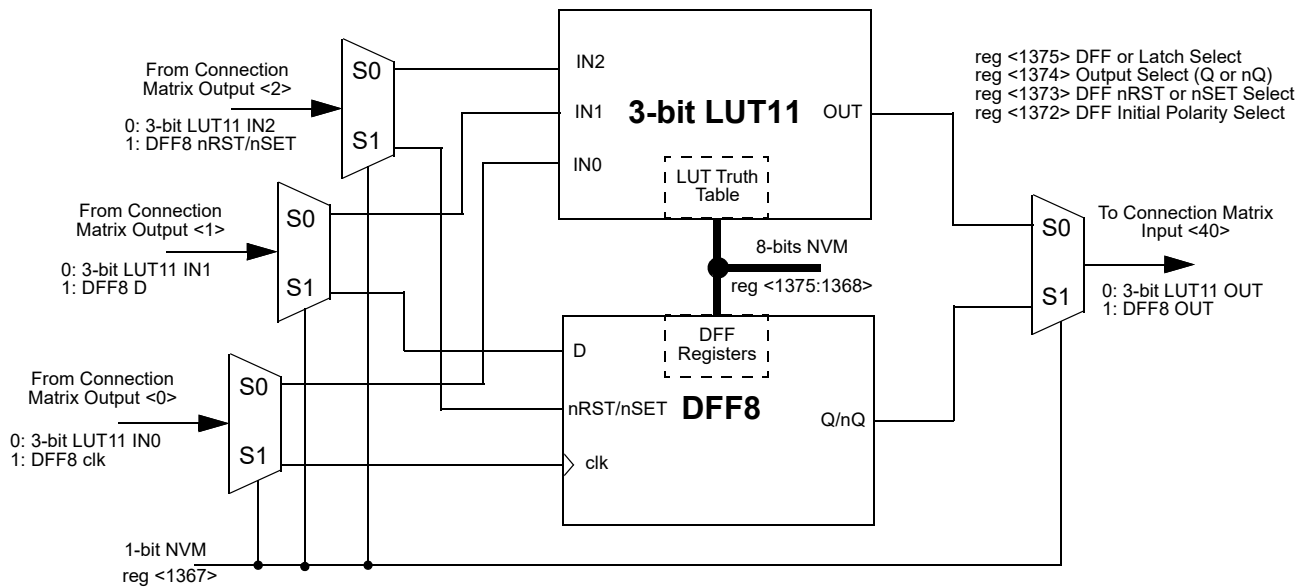 From Connection
Matrix Output <2>
0: 3-bit LUT11 IN2
1: DFF8 nRST/nSET
S0
S1
From Connection
Matrix Output <1>
0: 3-bit LUT11 IN1
1: DFF8 D
S0
S1
From Connection
Matrix Output <0>
0: 3-bit LUT11 IN0
1: DFF8 clk
S0
S1
1-bit NVM
reg <1367>
IN2
IN1
IN0
3-bit LUT11
OUT
LUT Truth
Table
8-bits NVM
reg <1375:1368>
DFF
Registers
D
nRST/nSET
clk
DFF8
Q/nQ
reg <1375> DFF or Latch Select
reg <1374> Output Select (Q or nQ)
reg <1373> DFF nRST or nSET Select
reg <1372> DFF Initial Polarity Select
S0
S1
To Connection Matrix
Input <40>
0: 3-bit LUT11 OUT
1: DFF8 OUT